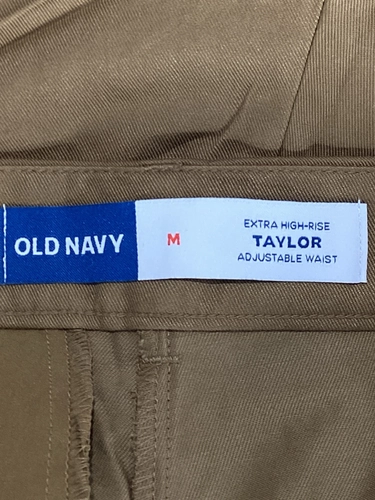 OLD NAVY
M
EXTRA HIGH-RISE
TAYLOR
ADJUSTABLE WAIST